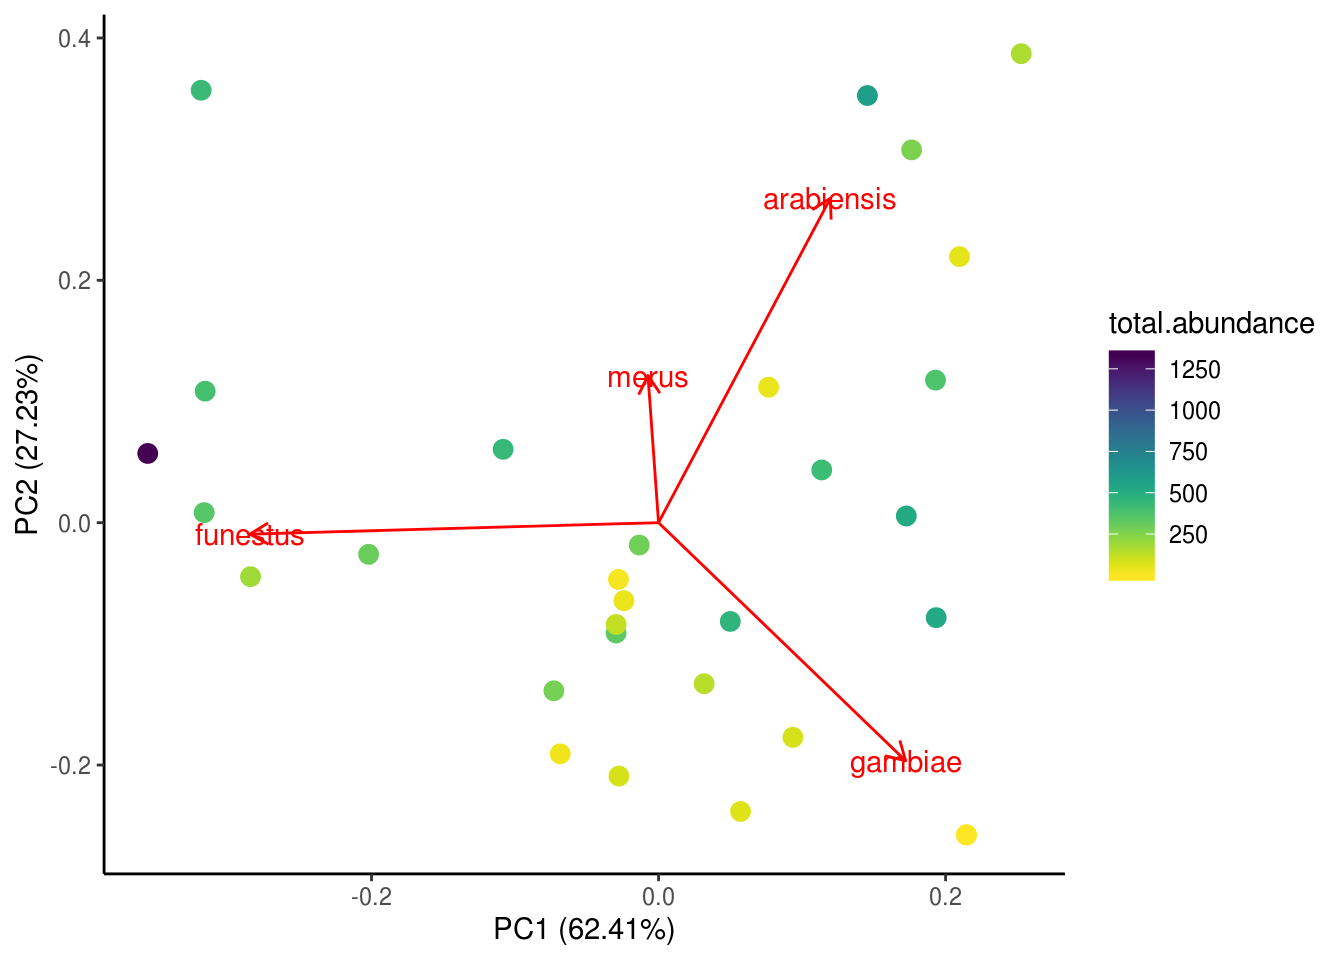 0.4
0.2
0.0
-0.2
PC2 (27.23%)
arabiensis
merus
funestus
gambiae
-0.2
0.0
0.2
PC1 (62.41%)
total.abundance
1250
1000
750
500
250